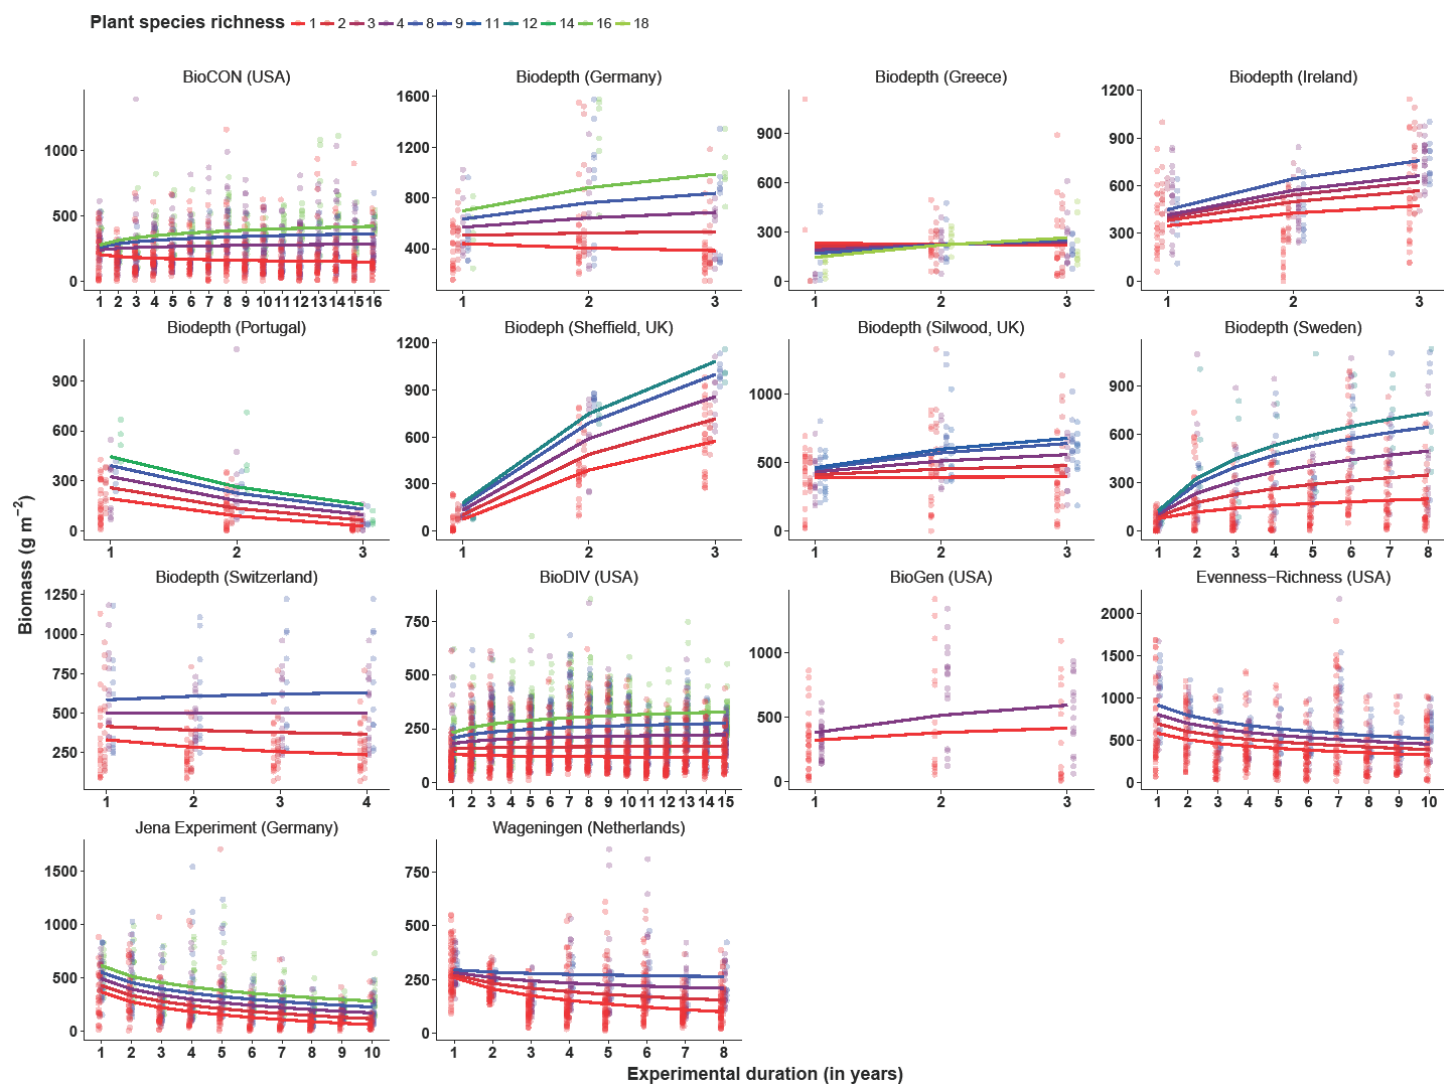 Plant species richness 1 2 3 4 8 9 11 12 14 16 18
BioCON (USA) Biodepth (Germany) Biodepth (Greece) Biodepth (Ireland)
1000
500
0
1 2 3 4 5 6 7 8 9 10 11 12 13 14 15 16
1600
1200
800
400
1 2 3
900
600
300
0
1 2 3
1200
900
600
300
0
1 2 3
Biodepth (Portugal) Biodeph (Sheffield, UK) Biodepth (Silwood, UK) Biodepth (Sweden)
900
600
300
0
1 2 3
1200
900
600
300
0
1 2 3
1000
500
0
1 2 3
900
600
300
0
1 2 3 4 5 6 7 8
Biomass (g m−2)
Biodepth (Switzerland) BioDIV (USA) BioGen (USA) Evenness−Richness (USA)
1250
1000
750
500
250
1 2 3 4
750
500
250
0
1 2 3 4 5 6 7 8 9 10 11 12 13 14 15
1000
500
0
1 2 3
2000
1500
1000
500
0
1 2 3 4 5 6 7 8 9 10
Jena Experiment (Germany) Wageningen (Netherlands)
1500
1000
500
0
1 2 3 4 5 6 7 8 9 10
750
500
250
0
1 2 3 4 5 6 7 8
Experimental duration (in years)